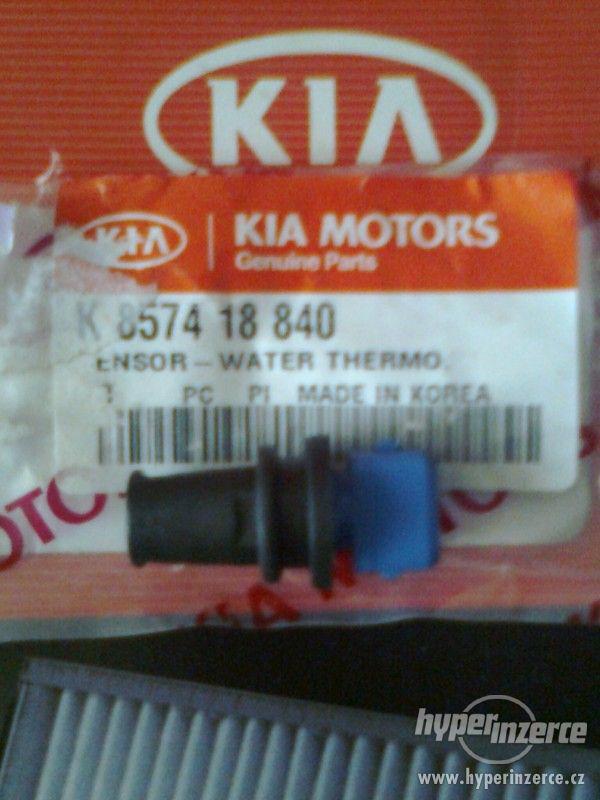 KIA
KIA KIA MOTORS
Genuine Parts
K 8574 18 840
ENSOR - WATER THERMO.
PC PI MADE IN KOREA
MOTO
hyperinzerce
www.hyperinzerce.cz